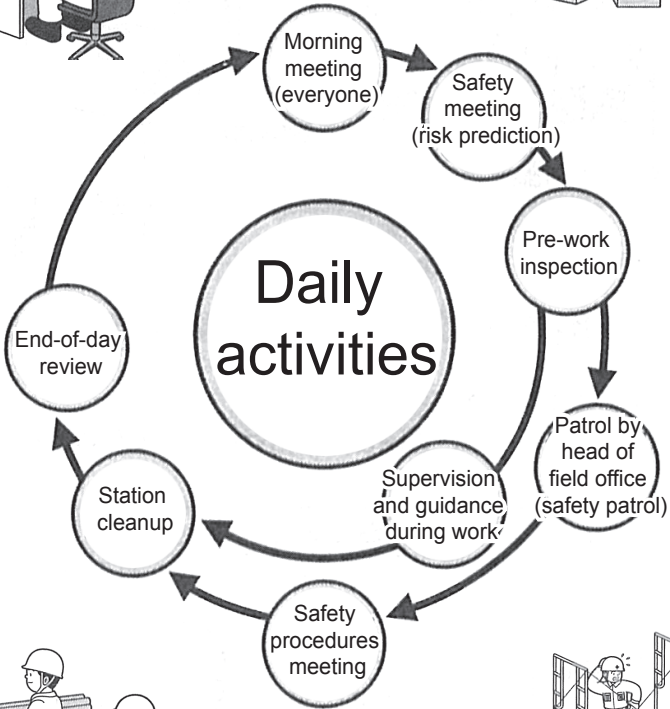 Morning
meeting
(everyone)
Safety
meeting
(risk prediction)
Pre-work
inspection
Patrol by
head of
field office
(safety patrol)
Supervision
and guidance
during work
Safety
procedures
meeting
Station
cleanup
End-of-day
review
Daily
activities